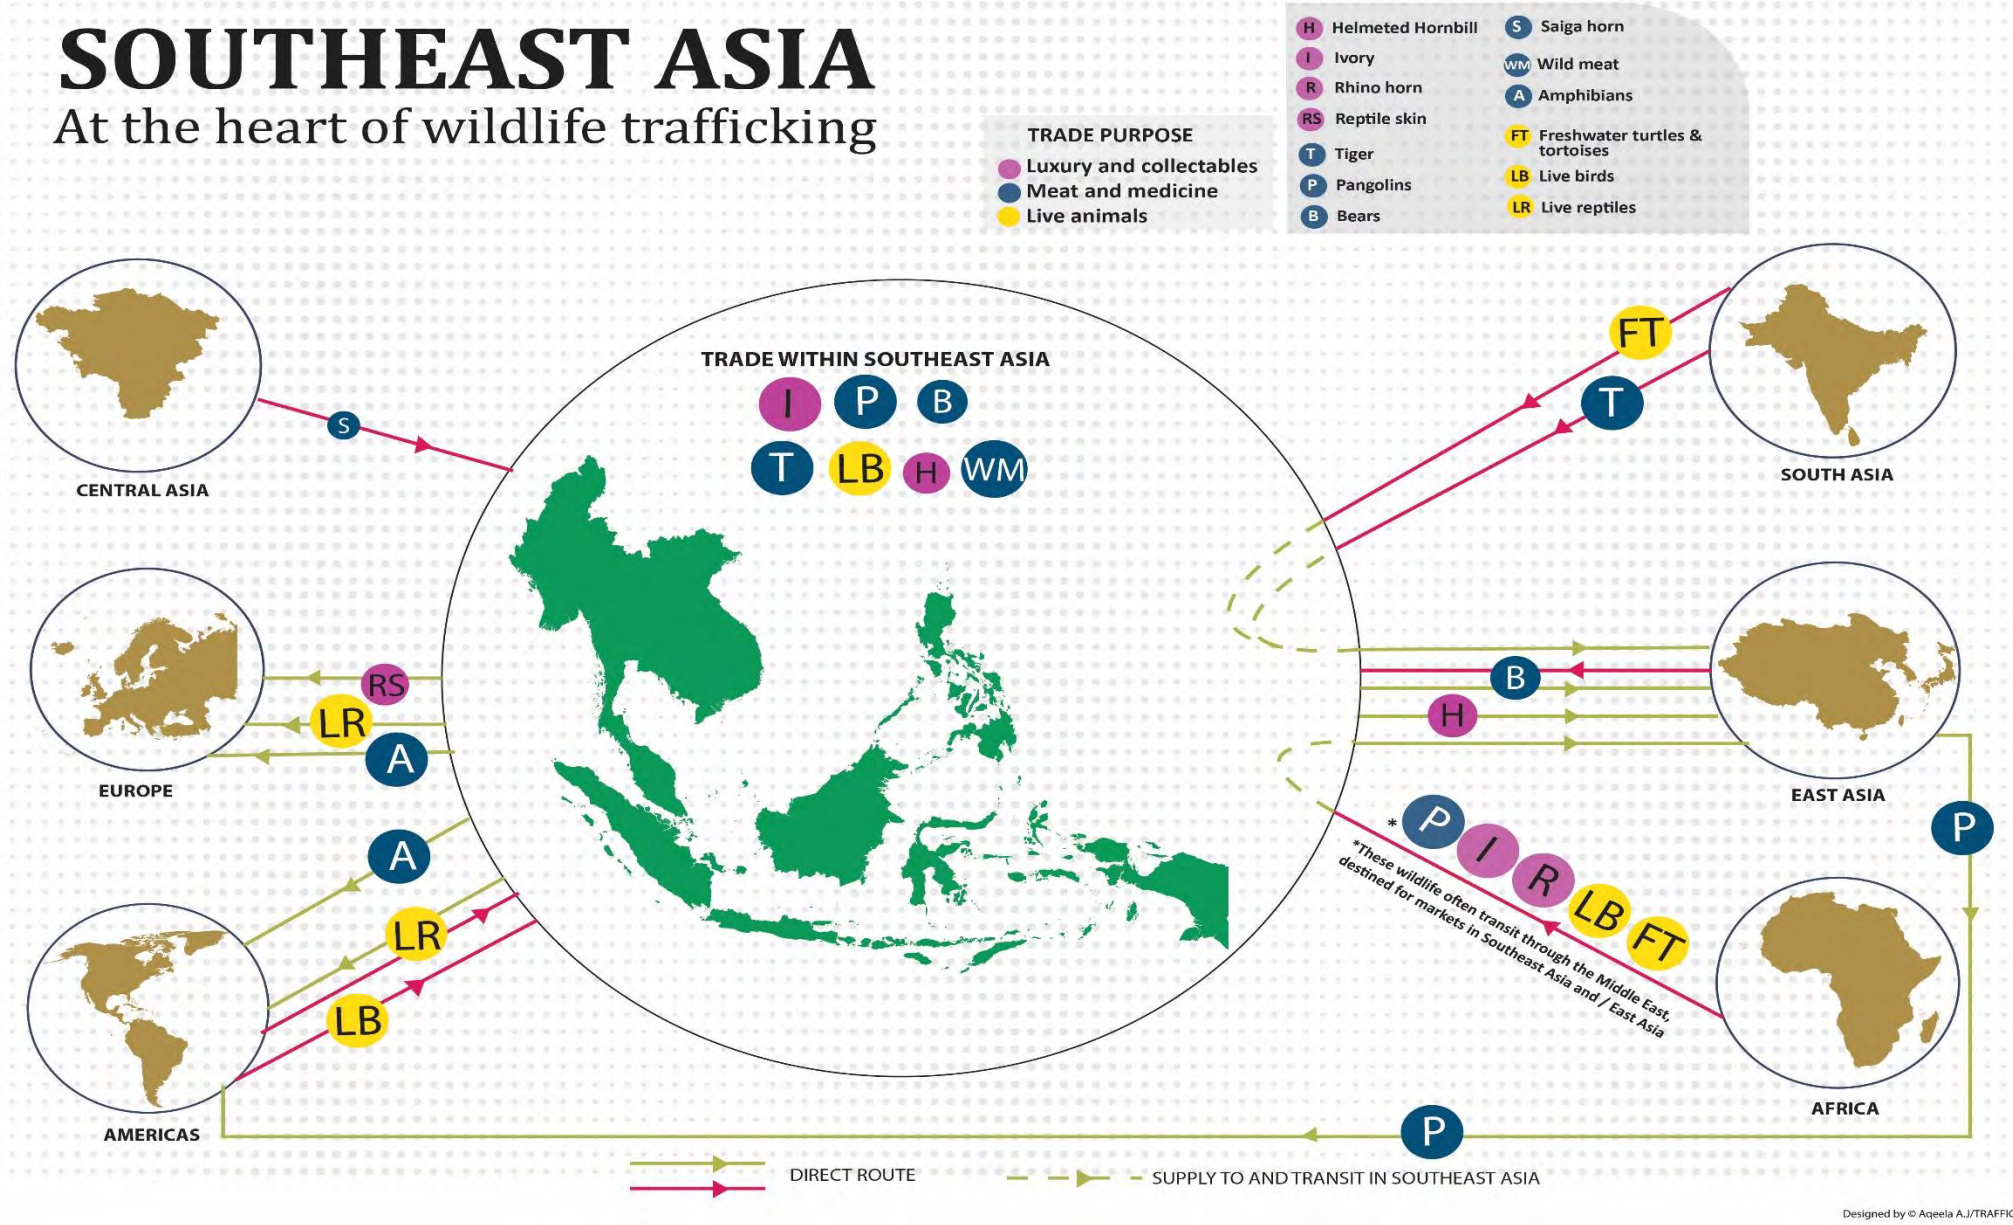 SOUTHEAST ASIA
At the heart of wildlife trafficking
TRADE PURPOSE
Luxury and collectables
Meat and medicine
Live animals
H Helmeted Hornbill
I Ivory
R Rhino horn
RS Reptile skin
T Tiger
P Pangolins
B Bears
S Saiga horn
WM Wild meat
A Amphibians
FT Freshwater turtles &
tortoises
LB Live birds
LR Live reptiles
CENTRAL ASIA
S
TRADE WITHIN SOUTHEAST ASIA
I P B
T LB H WM
FT
T
SOUTH ASIA
RS
LR
A
EUROPE
B
H
EAST ASIA
P
A
LR
LB
AMERICAS
* P I R LB FT
*These wildlife often transit through the Middle East,
destined for markets in Southeast Asia and / East Asia
AFRICA
P
DIRECT ROUTE
SUPPLY TO AND TRANSIT IN SOUTHEAST ASIA
Designed by © Aqeela A.J/TRAFFIC